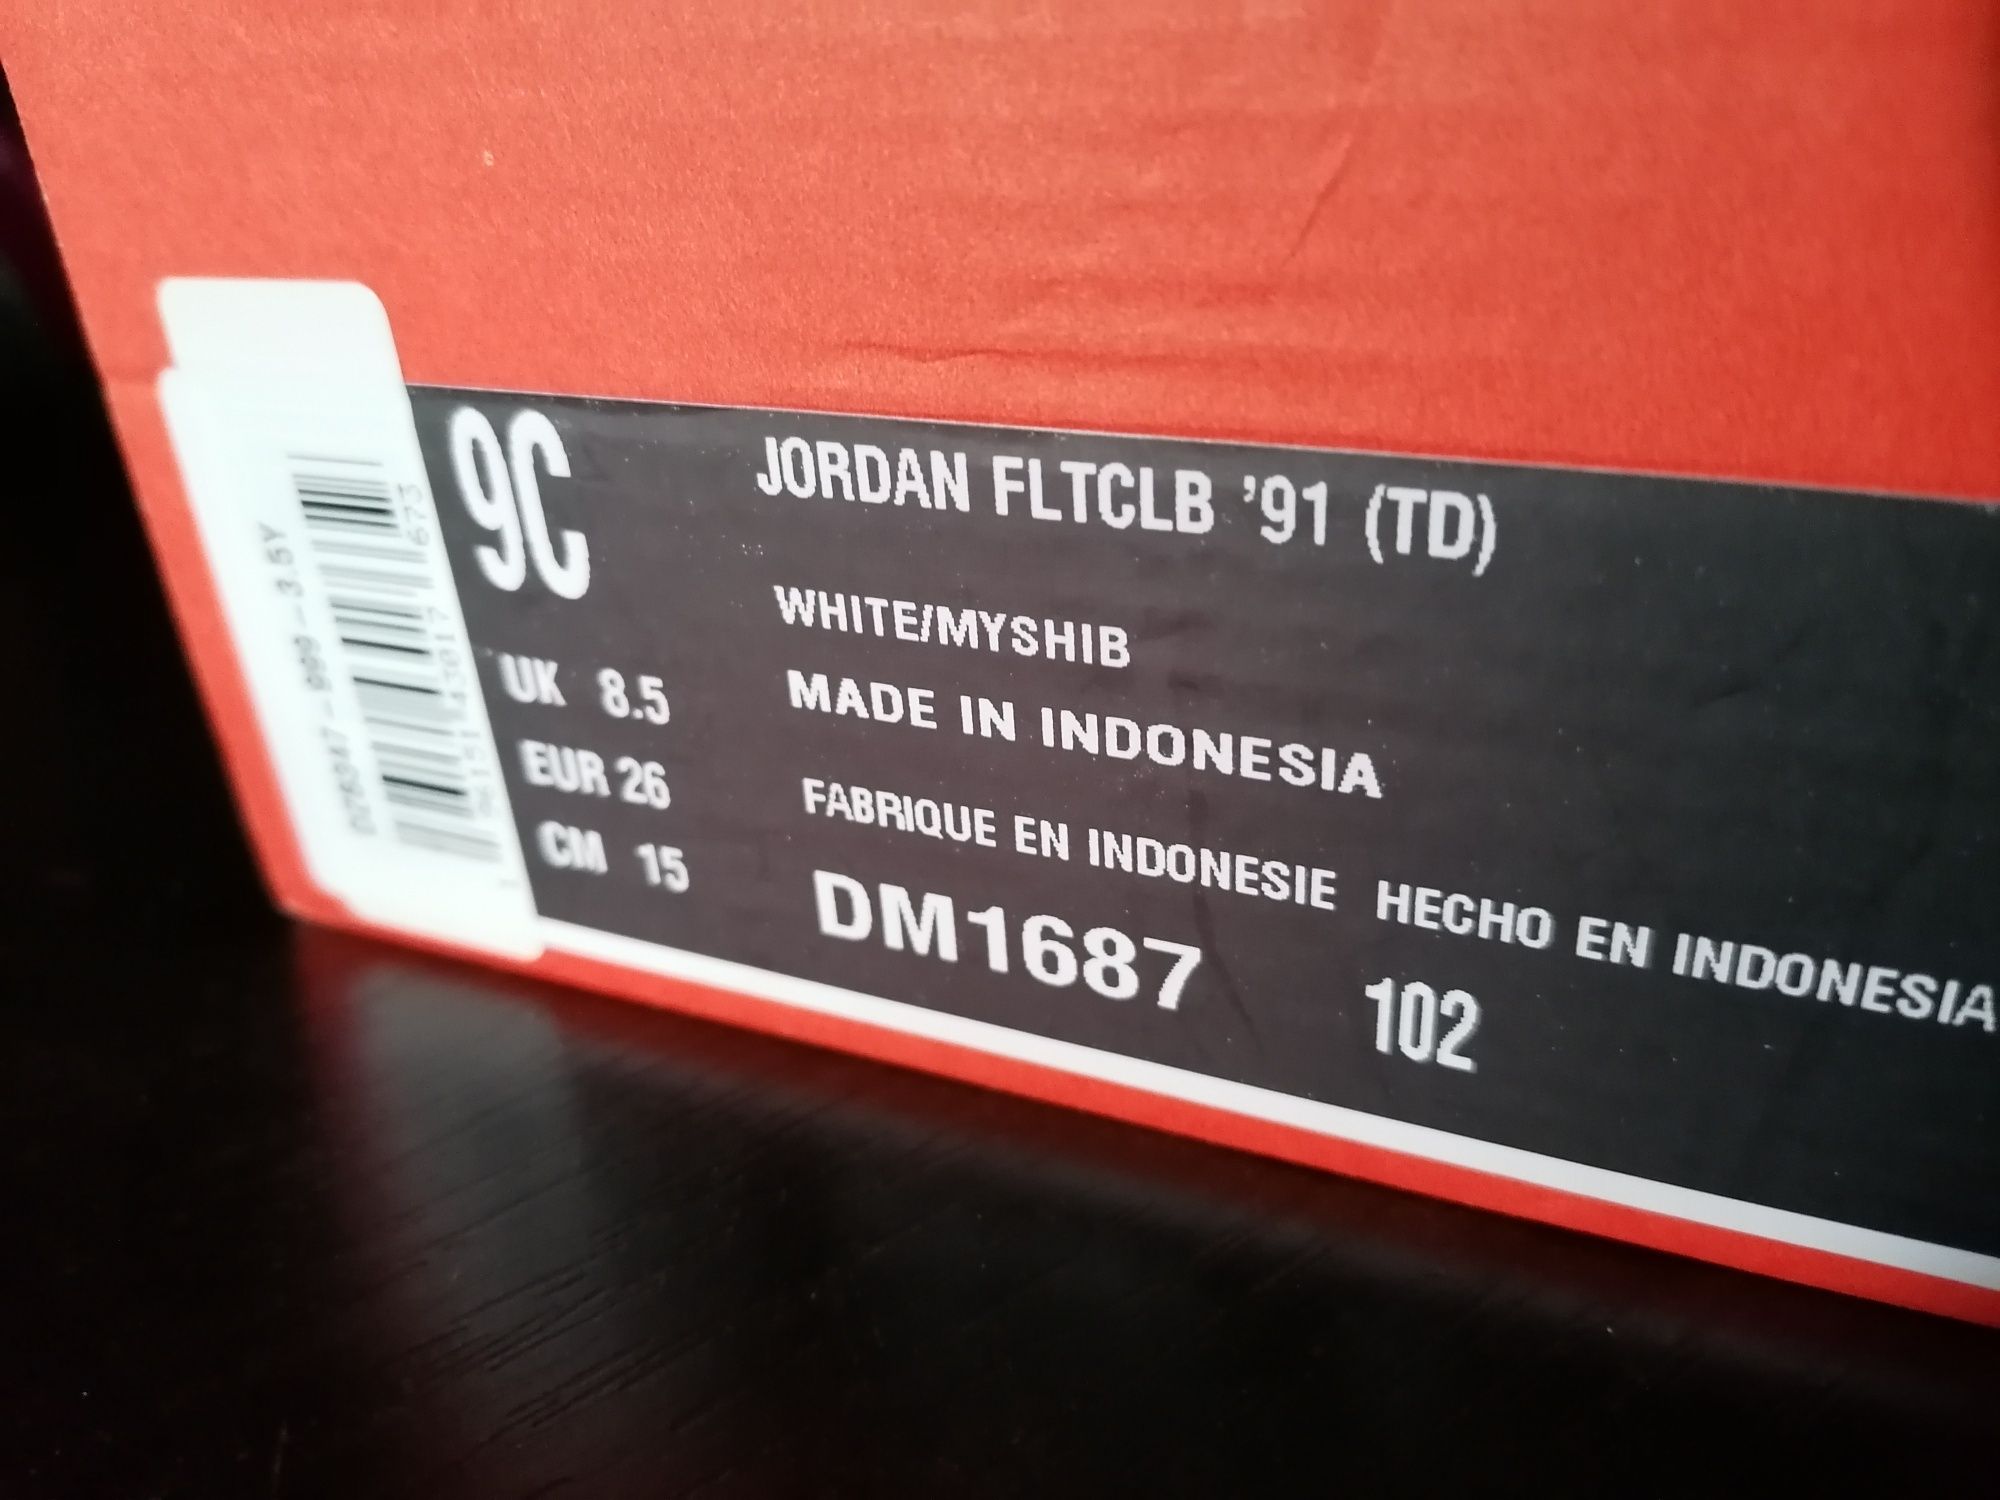 9C
JORDAN FLTCLB '91 (TD)
WHITE/MYSHIB
UK 8.5
MADE IN INDONESIA
EUR 26
FABRIQUE EN INDONESIE HECHO EN INDONESIA
CM 15
DM1687 102